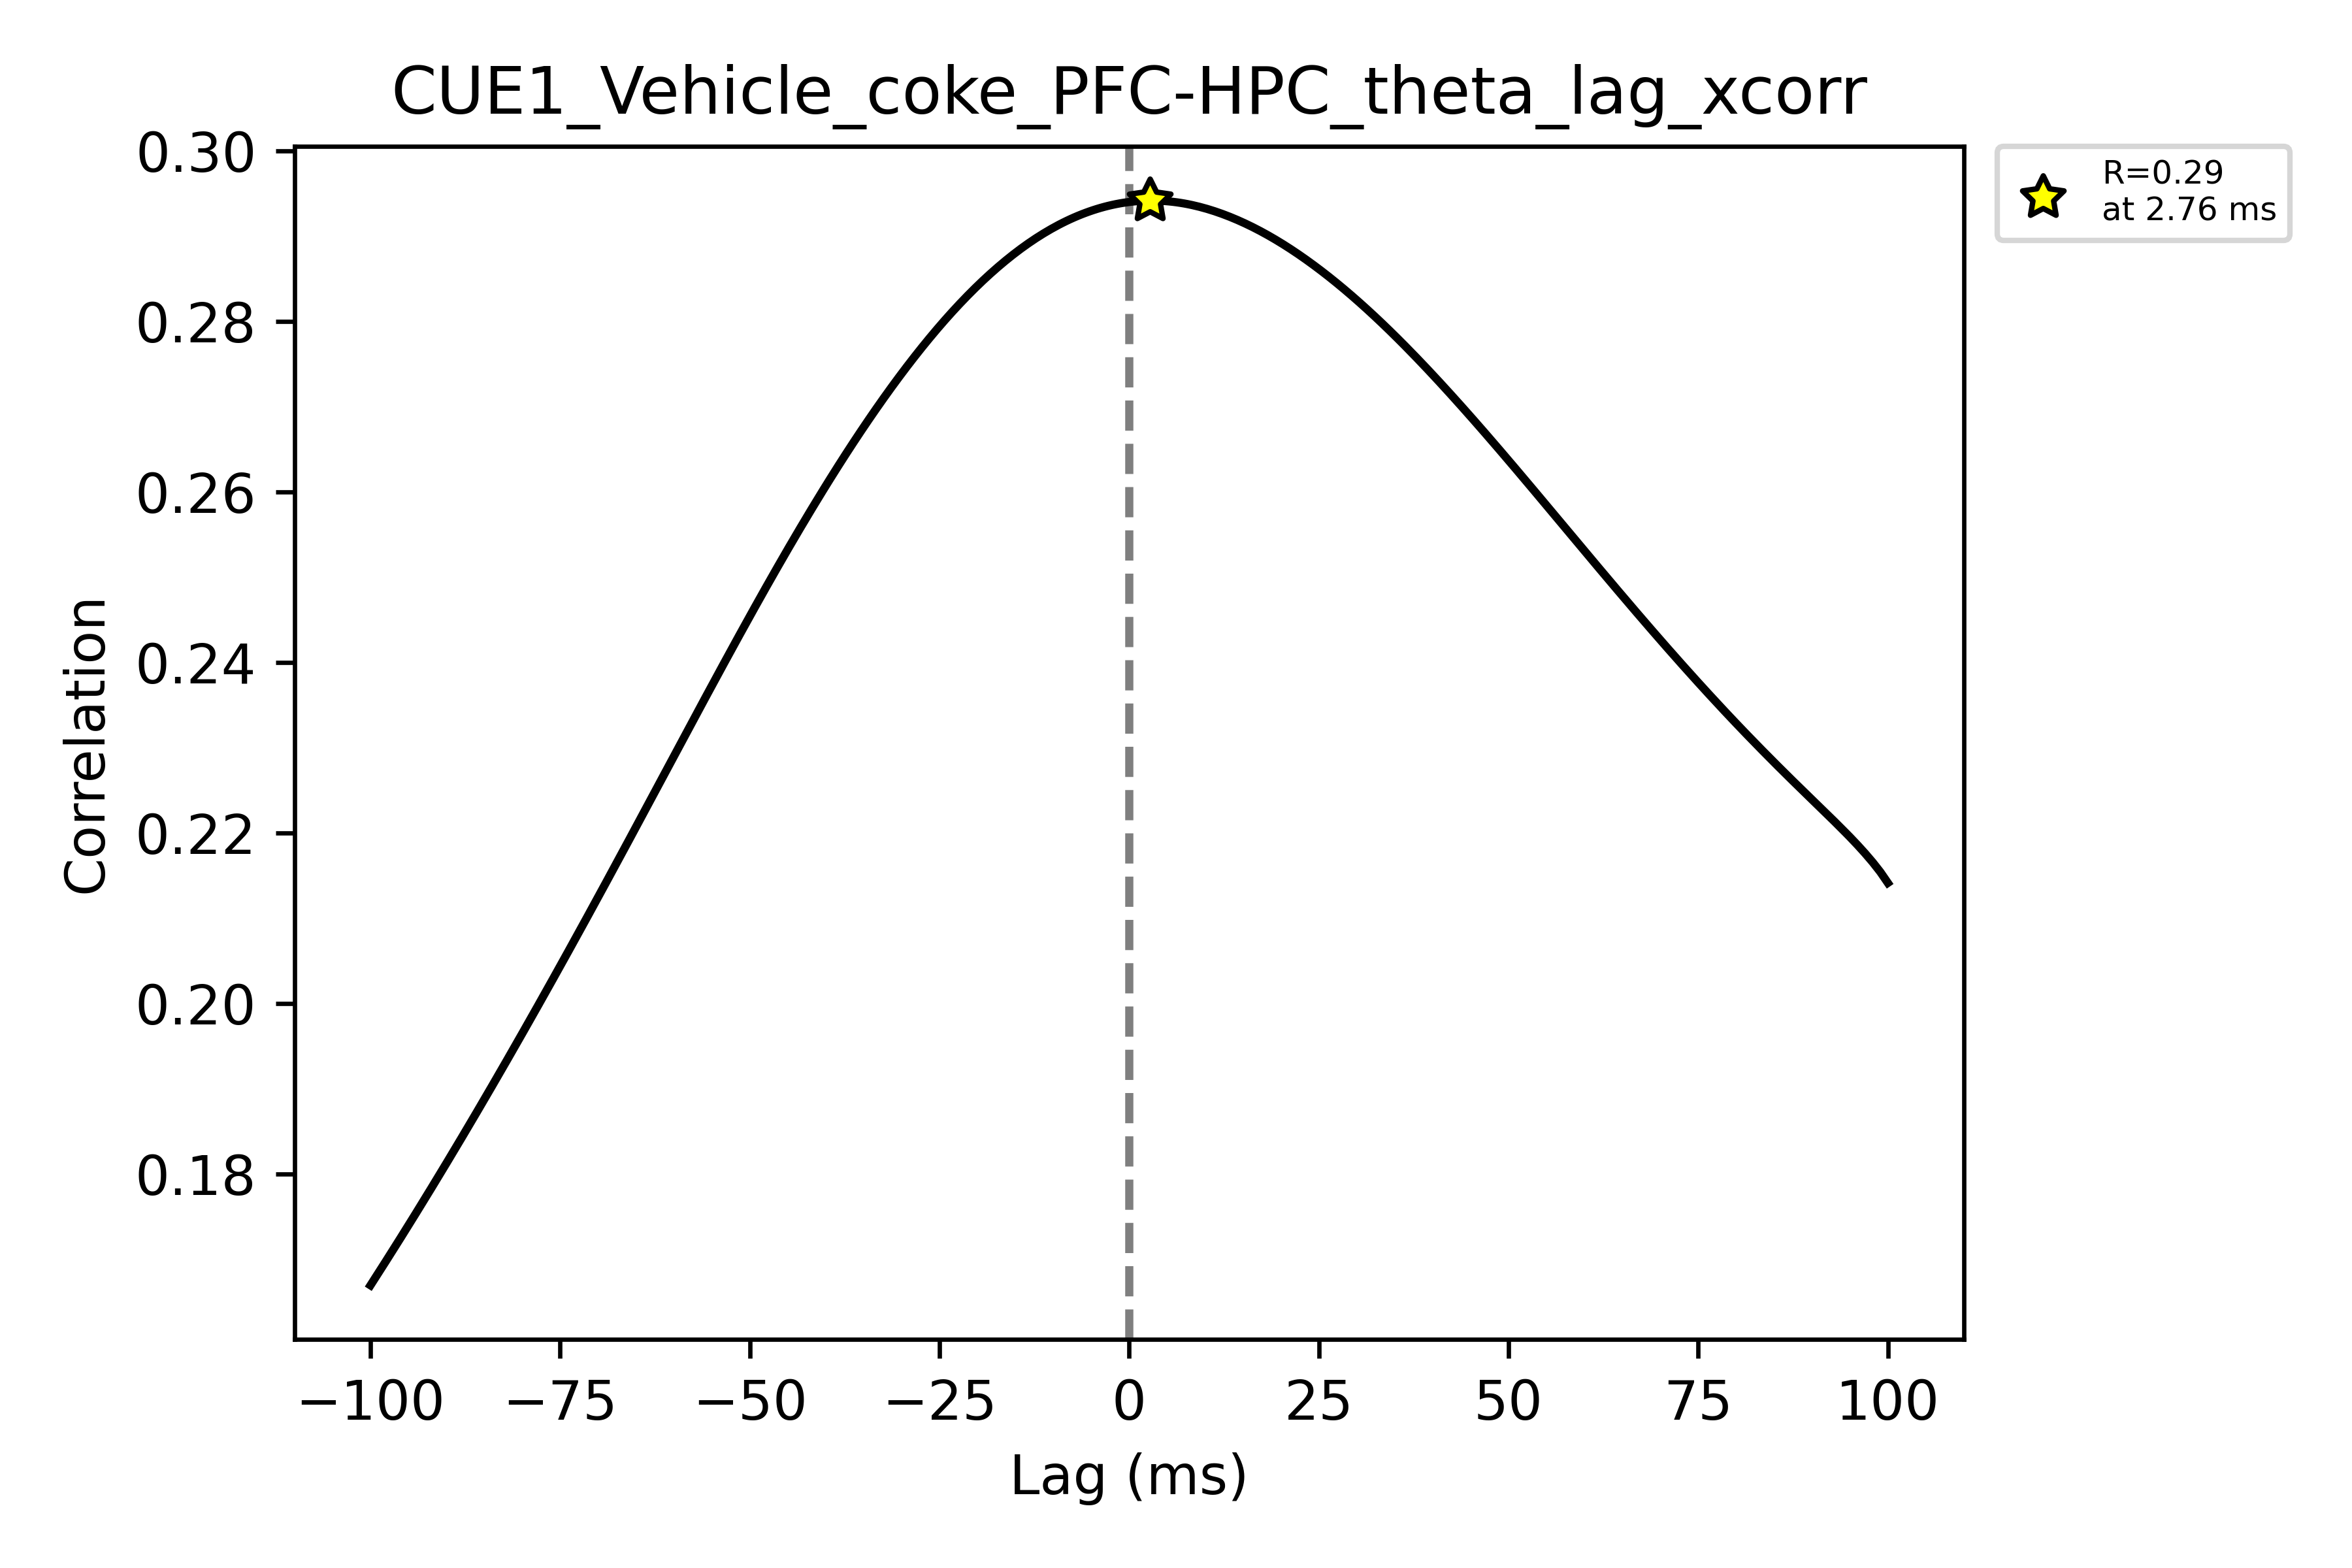 CUE1_Vehicle_coke_PFC-HPC_theta_lag_xcorr
R=0.29
at 2.76 ms
0.30
0.28
0.26
0.24
0.22
0.20
0.18
Correlation
−100 −75 −50 −25 0 25 50 75 100
Lag (ms)